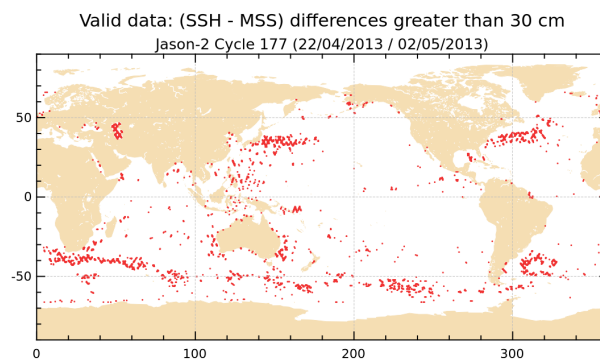 Valid data: (SSH - MSS) differences greater than 30 cm
Jason-2 Cycle 177 (22/04/2013 / 02/05/2013)
50
0
-50
0 100 200 300